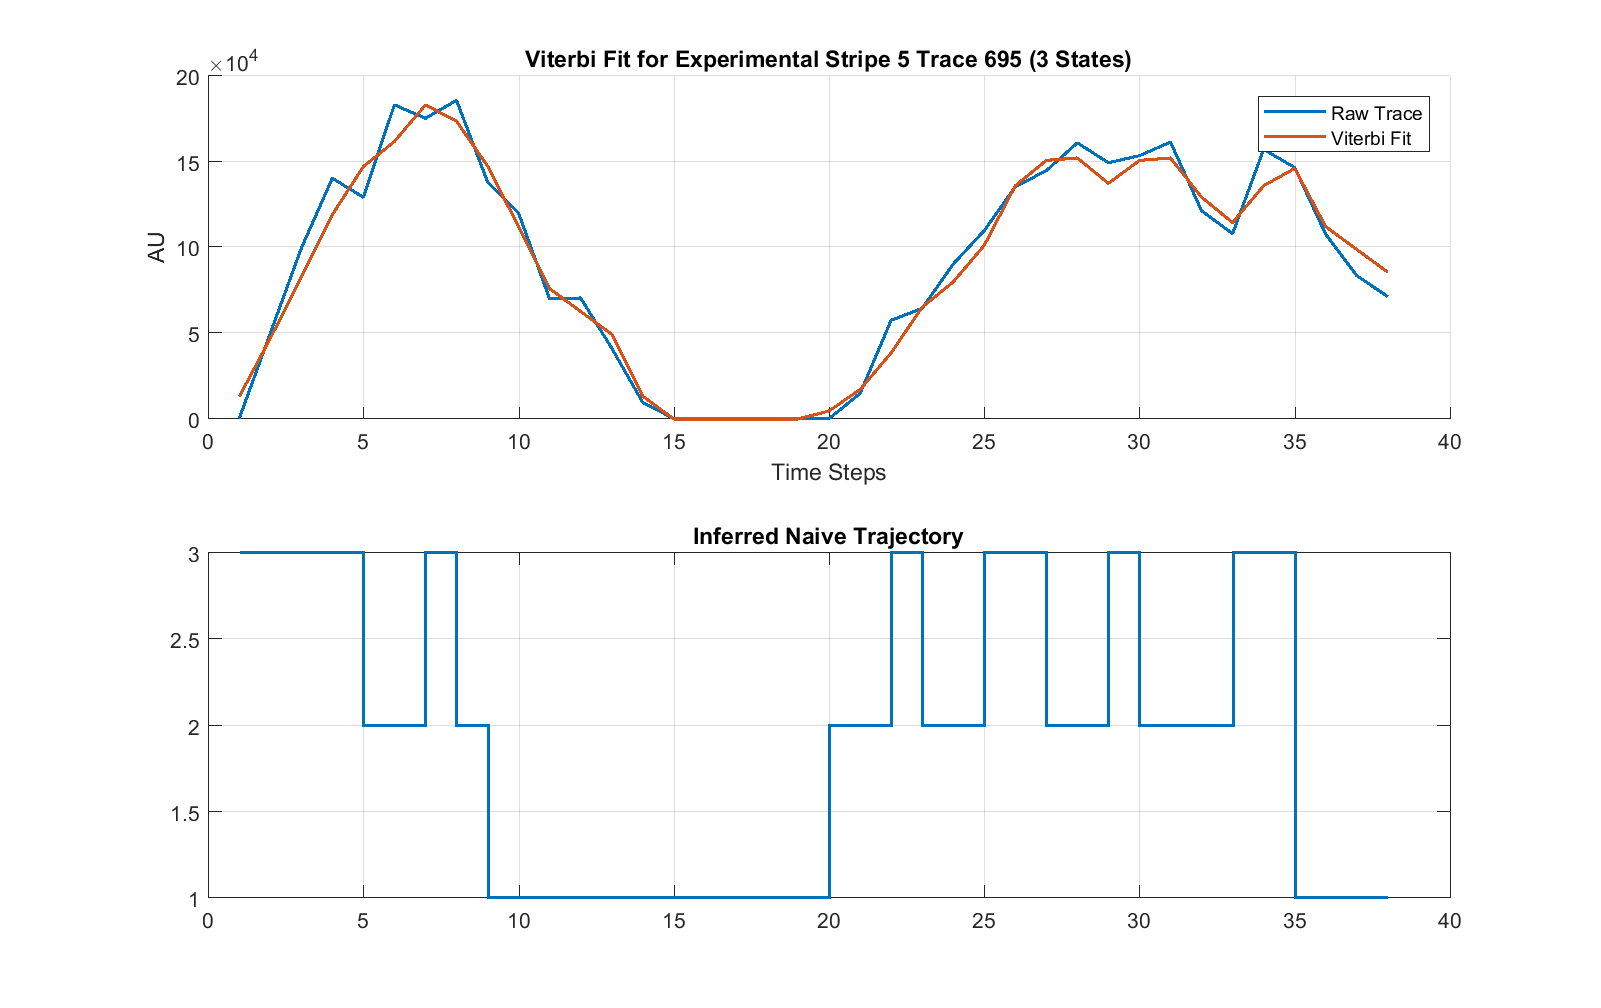 Viterbi Fit for Experimental Stripe 5 Trace 695 (3 States)
×10⁴
20
15
10
5
0
AU
Raw Trace
Viterbi Fit
0 5 10 15 20 25 30 35 40
Time Steps
Inferred Naive Trajectory
3
2.5
2
1.5
1
0 5 10 15 20 25 30 35 40